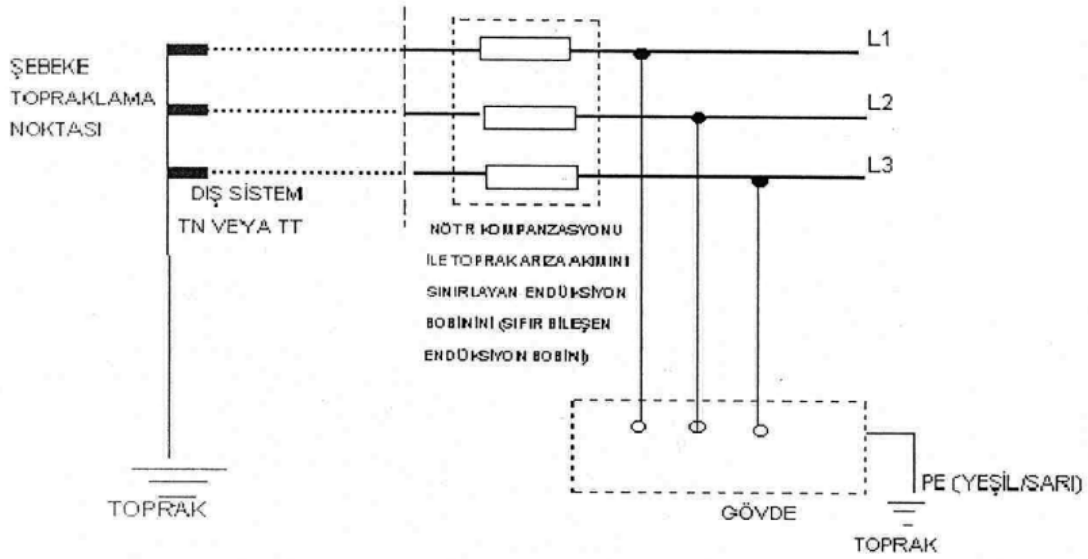 L1
ŞEBEKE
TOPRAKLAMA
NOKTASI
L2
L3
DIŞ SİSTEM
TN VEYA TT
NÖTR KOMPANZASYONU
İLE TOPRAK ARIZA AKIMINI
SINIRLAYAN ENDÜKSİYON
BOBİNİNİ (SIFIR BİLEŞEN
ENDÜKSİYON BOBİNİ)
TOPRAK
GÖVDE
PE (YEŞİL/SARI)
TOPRAK